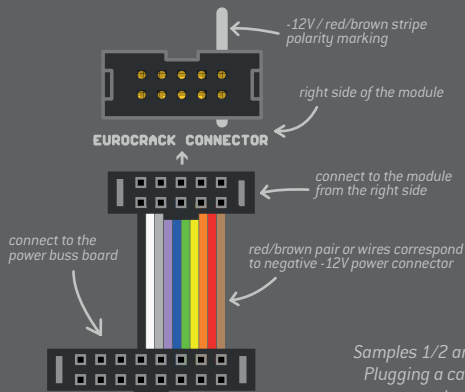 -12V / red/brown stripe
polarity marking
right side of the module
EUROCRACK CONNECTOR
connect to the module
from the right side
connect to the
power buss board
red/brown pair or wires correspond
to negative -12V power connector
Samples 1/2 an
Plugging a ca